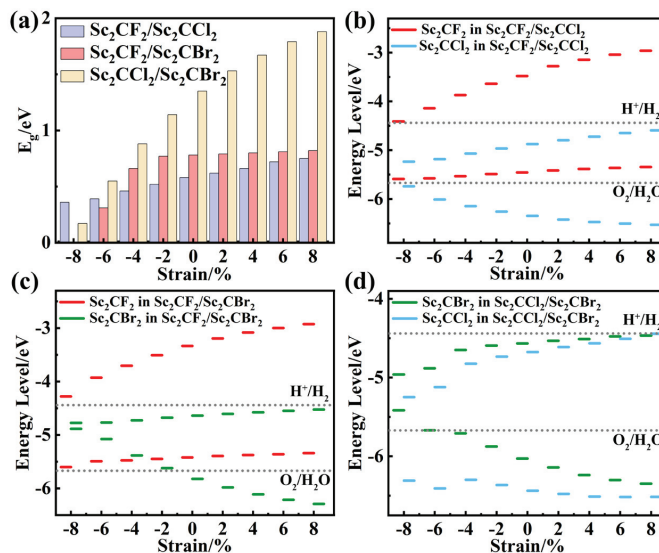 (a)
Sc₂CF₂/Sc₂CCl₂
Sc₂CF₂/Sc₂CBr₂
Sc₂CCl₂/Sc₂CBr₂
E_g/eV
2
1
0
-8 -6 -4 -2 0 2 4 6 8
Strain/%
(b)
Sc₂CF₂ in Sc₂CF₂/Sc₂CCl₂
Sc₂CCl₂ in Sc₂CF₂/Sc₂CCl₂
Energy Level/eV
-3
-4
-5
-6
H⁺/H₂
O₂/H₂O
-8 -6 -4 -2 0 2 4 6 8
Strain/%
(c)
Sc₂CF₂ in Sc₂CF₂/Sc₂CBr₂
Sc₂CBr₂ in Sc₂CF₂/Sc₂CBr₂
Energy Level/eV
-3
-4
-5
-6
H⁺/H₂
O₂/H₂O
-8 -6 -4 -2 0 2 4 6 8
Strain/%
(d)
Sc₂CBr₂ in Sc₂CCl₂/Sc₂CBr₂
Sc₂CCl₂ in Sc₂CCl₂/Sc₂CBr₂
Energy Level/eV
-4
-5
-6
H⁺/H₂
O₂/H₂O
-8 -6 -4 -2 0 2 4 6 8
Strain/%